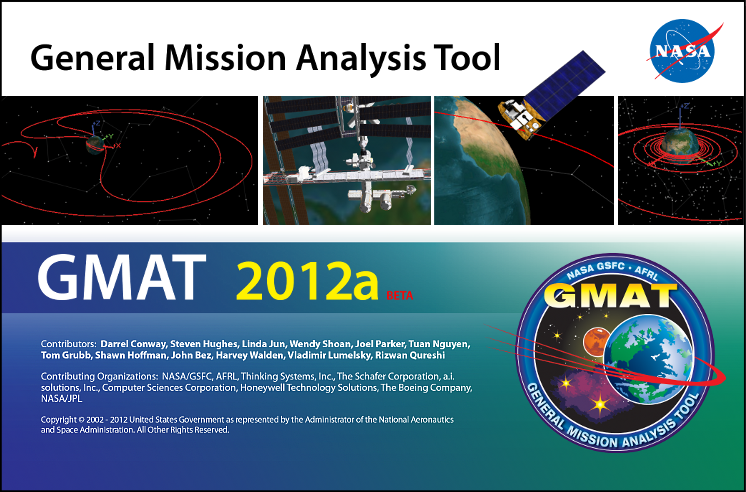 General Mission Analysis Tool
NASA
GMAT 2012a BETA
Contributors: Darrel Conway, Steven Hughes, Linda Jun, Wendy Shoan, Joel Parker, Tuan Nguyen,
Tom Grubb, Shawn Hoffman, John Bez, Harvey Walden, Vladimir Lumelsky, Rizwan Qureshi
Contributing Organizations: NASA/GSFC, AFRL, Thinking Systems, Inc., The Schafer Corporation, a.i.
solutions, Inc., Computer Sciences Corporation, Honeywell Technology Solutions, The Boeing Company,
NASA/JPL
Copyright © 2002 - 2012 United States Government as represented by the Administrator of the National Aeronautics
and Space Administration. All Other Rights Reserved.
NASA GSFC • AFRL
GMAT
GENERAL MISSION ANALYSIS TOOL